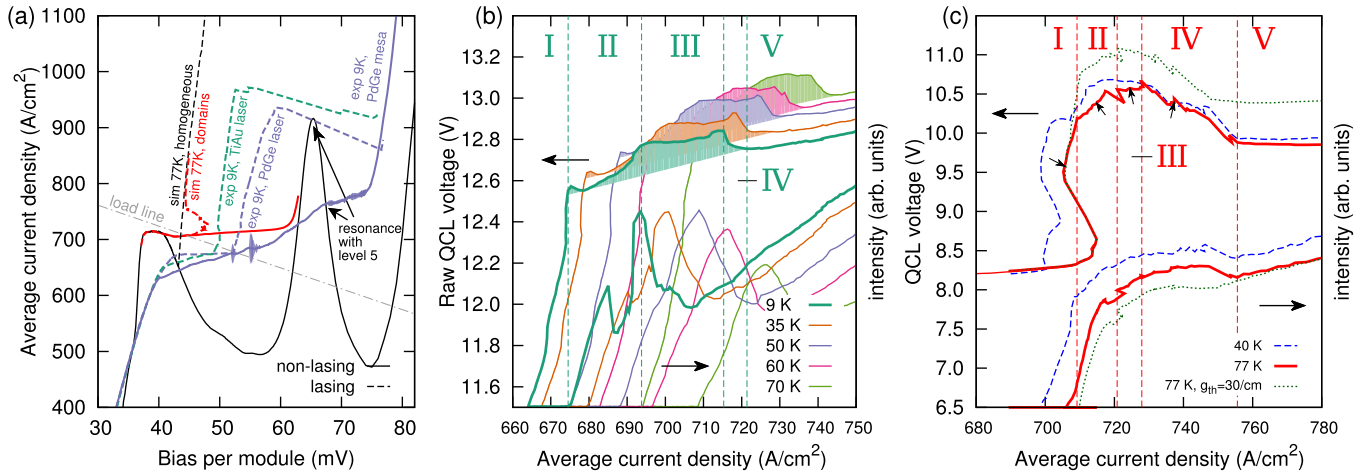 (a)
1100
1000
900
800
700
600
500
400
30
40
50
60
70
80
Average current density (A/cm²)
Bias per module (mV)
sim 77K, homogeneous
sim 77K, domains
exp 9K, TiAu laser
exp 9K, PdGe laser
exp 9K, PdGe mesa
load line
resonance
with
level 5
non-lasing
lasing
(b)
I
II
III
V
IV
13.2
13.0
12.8
12.6
12.4
12.2
12.0
11.8
11.6
660
670
680
690
700
710
720
730
740
750
Raw QCL voltage (V)
Average current density (A/cm²)
intensity (arb. units)
9 K
35 K
50 K
60 K
70 K
(c)
I
II
IV
V
III
11.0
10.5
10.0
9.5
9.0
8.5
8.0
7.5
7.0
6.5
680
700
720
740
760
780
QCL voltage (V)
Average current density (A/cm²)
intensity (arb. units)
40 K
77 K
77 K, gth=30/cm